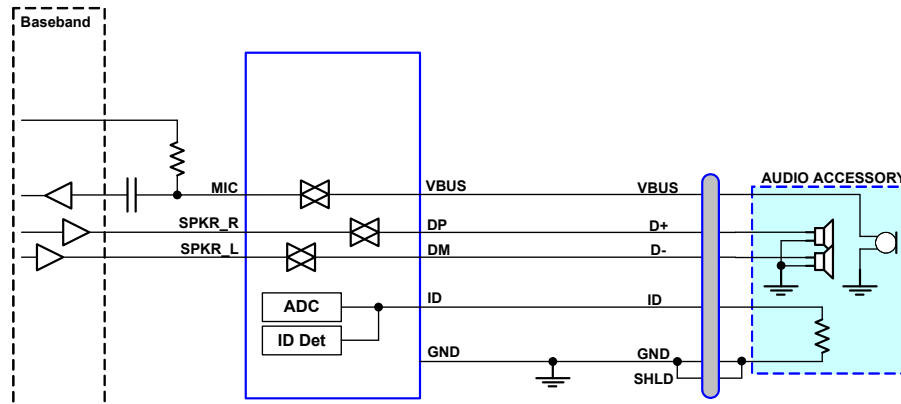 Baseband
AUDIO ACCESSORY
MIC
VBUS
VBUS
SPKR_R
DP
D+
SPKR_L
DM
D-
ADC
ID
ID
ID Det
GND
GND
SHLD